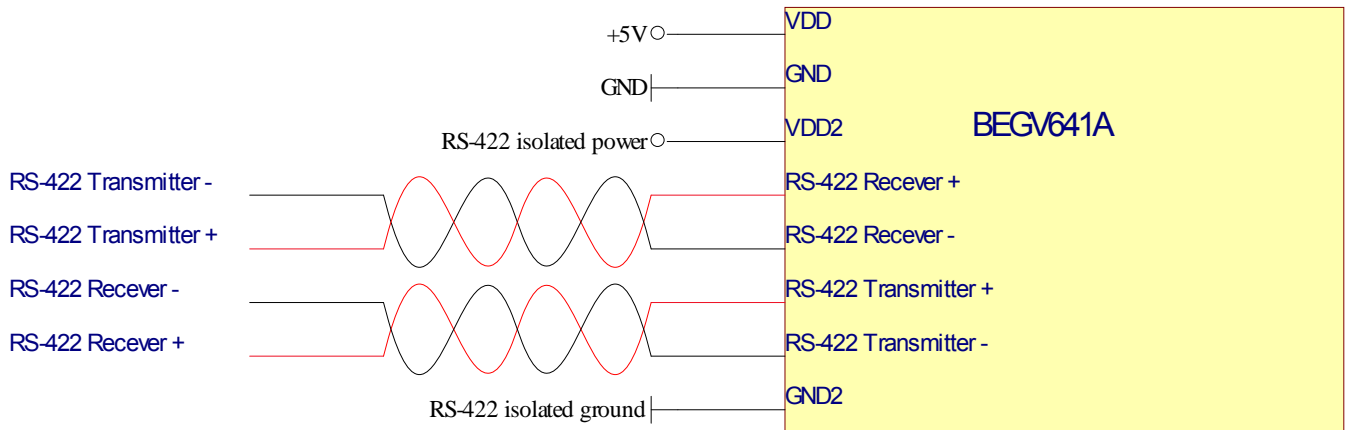 +5V
VDD
GND
GND
BEGV641A
RS-422 isolated power
VDD2
RS-422 Transmitter -
RS-422 Recever +
RS-422 Transmitter +
RS-422 Recever -
RS-422 Recever -
RS-422 Transmitter +
RS-422 Recever +
RS-422 Transmitter -
RS-422 isolated ground
GND2